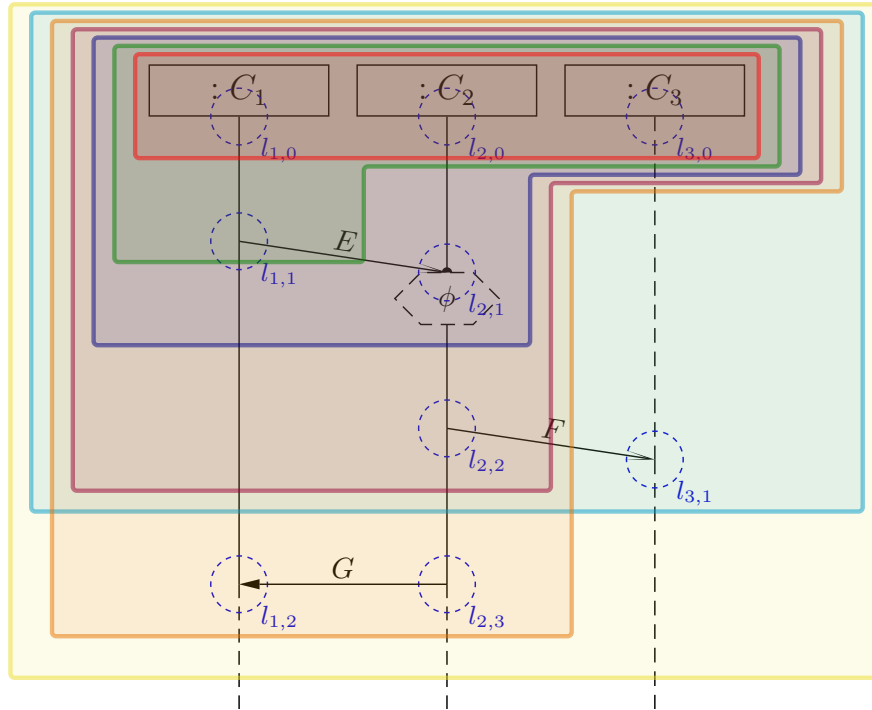 : C₁ : C₂ : C₃
l₁,₀ l₂,₀ l₃,₀
E
l₁,₁
ϕ l₂,₁
F
l₂,₂
l₃,₁
G
l₁,₂ l₂,₃